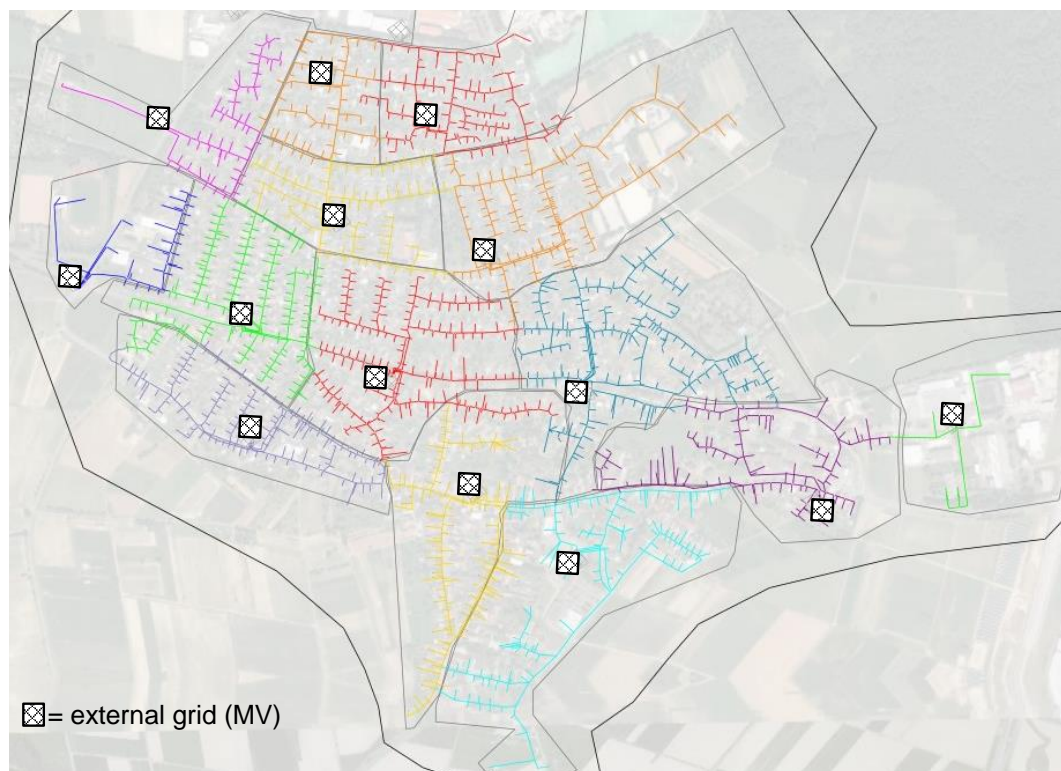 = external grid (MV)